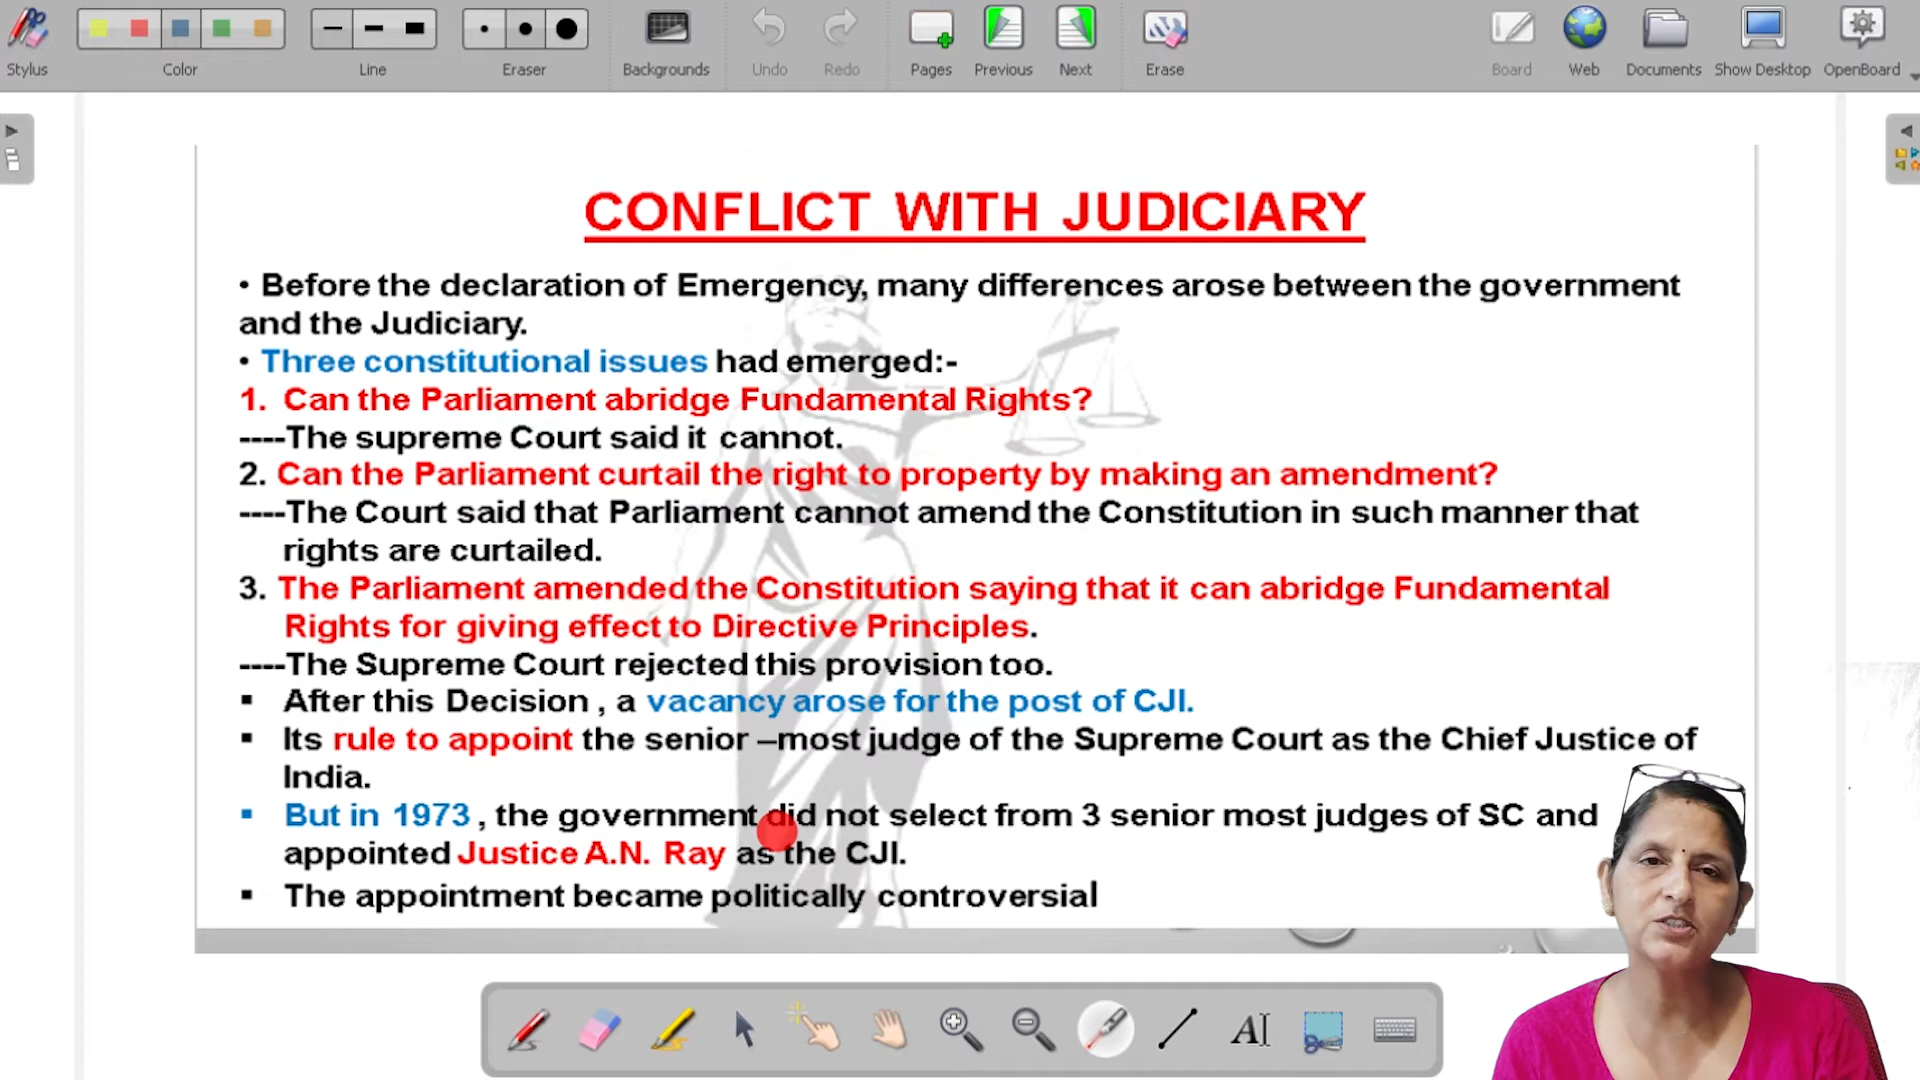 Stylus Color Line Eraser Backgrounds Undo Redo Pages Previous Next Erase Board Web Documents Show Desktop OpenBoard
CONFLICT WITH JUDICIARY
• Before the declaration of Emergency, many differences arose between the government
and the Judiciary.
• Three constitutional issues had emerged:-
1. Can the Parliament abridge Fundamental Rights?
----The supreme Court said it cannot.
2. Can the Parliament curtail the right to property by making an amendment?
----The Court said that Parliament cannot amend the Constitution in such manner that
rights are curtailed.
3. The Parliament amended the Constitution saying that it can abridge Fundamental
Rights for giving effect to Directive Principles.
----The Supreme Court rejected this provision too.
▪ After this Decision , a vacancy arose for the post of CJI.
▪ Its rule to appoint the senior –most judge of the Supreme Court as the Chief Justice of
India.
▪ But in 1973 , the government did not select from 3 senior most judges of SC and
appointed Justice A.N. Ray as the CJI.
▪ The appointment became politically controversial
AI